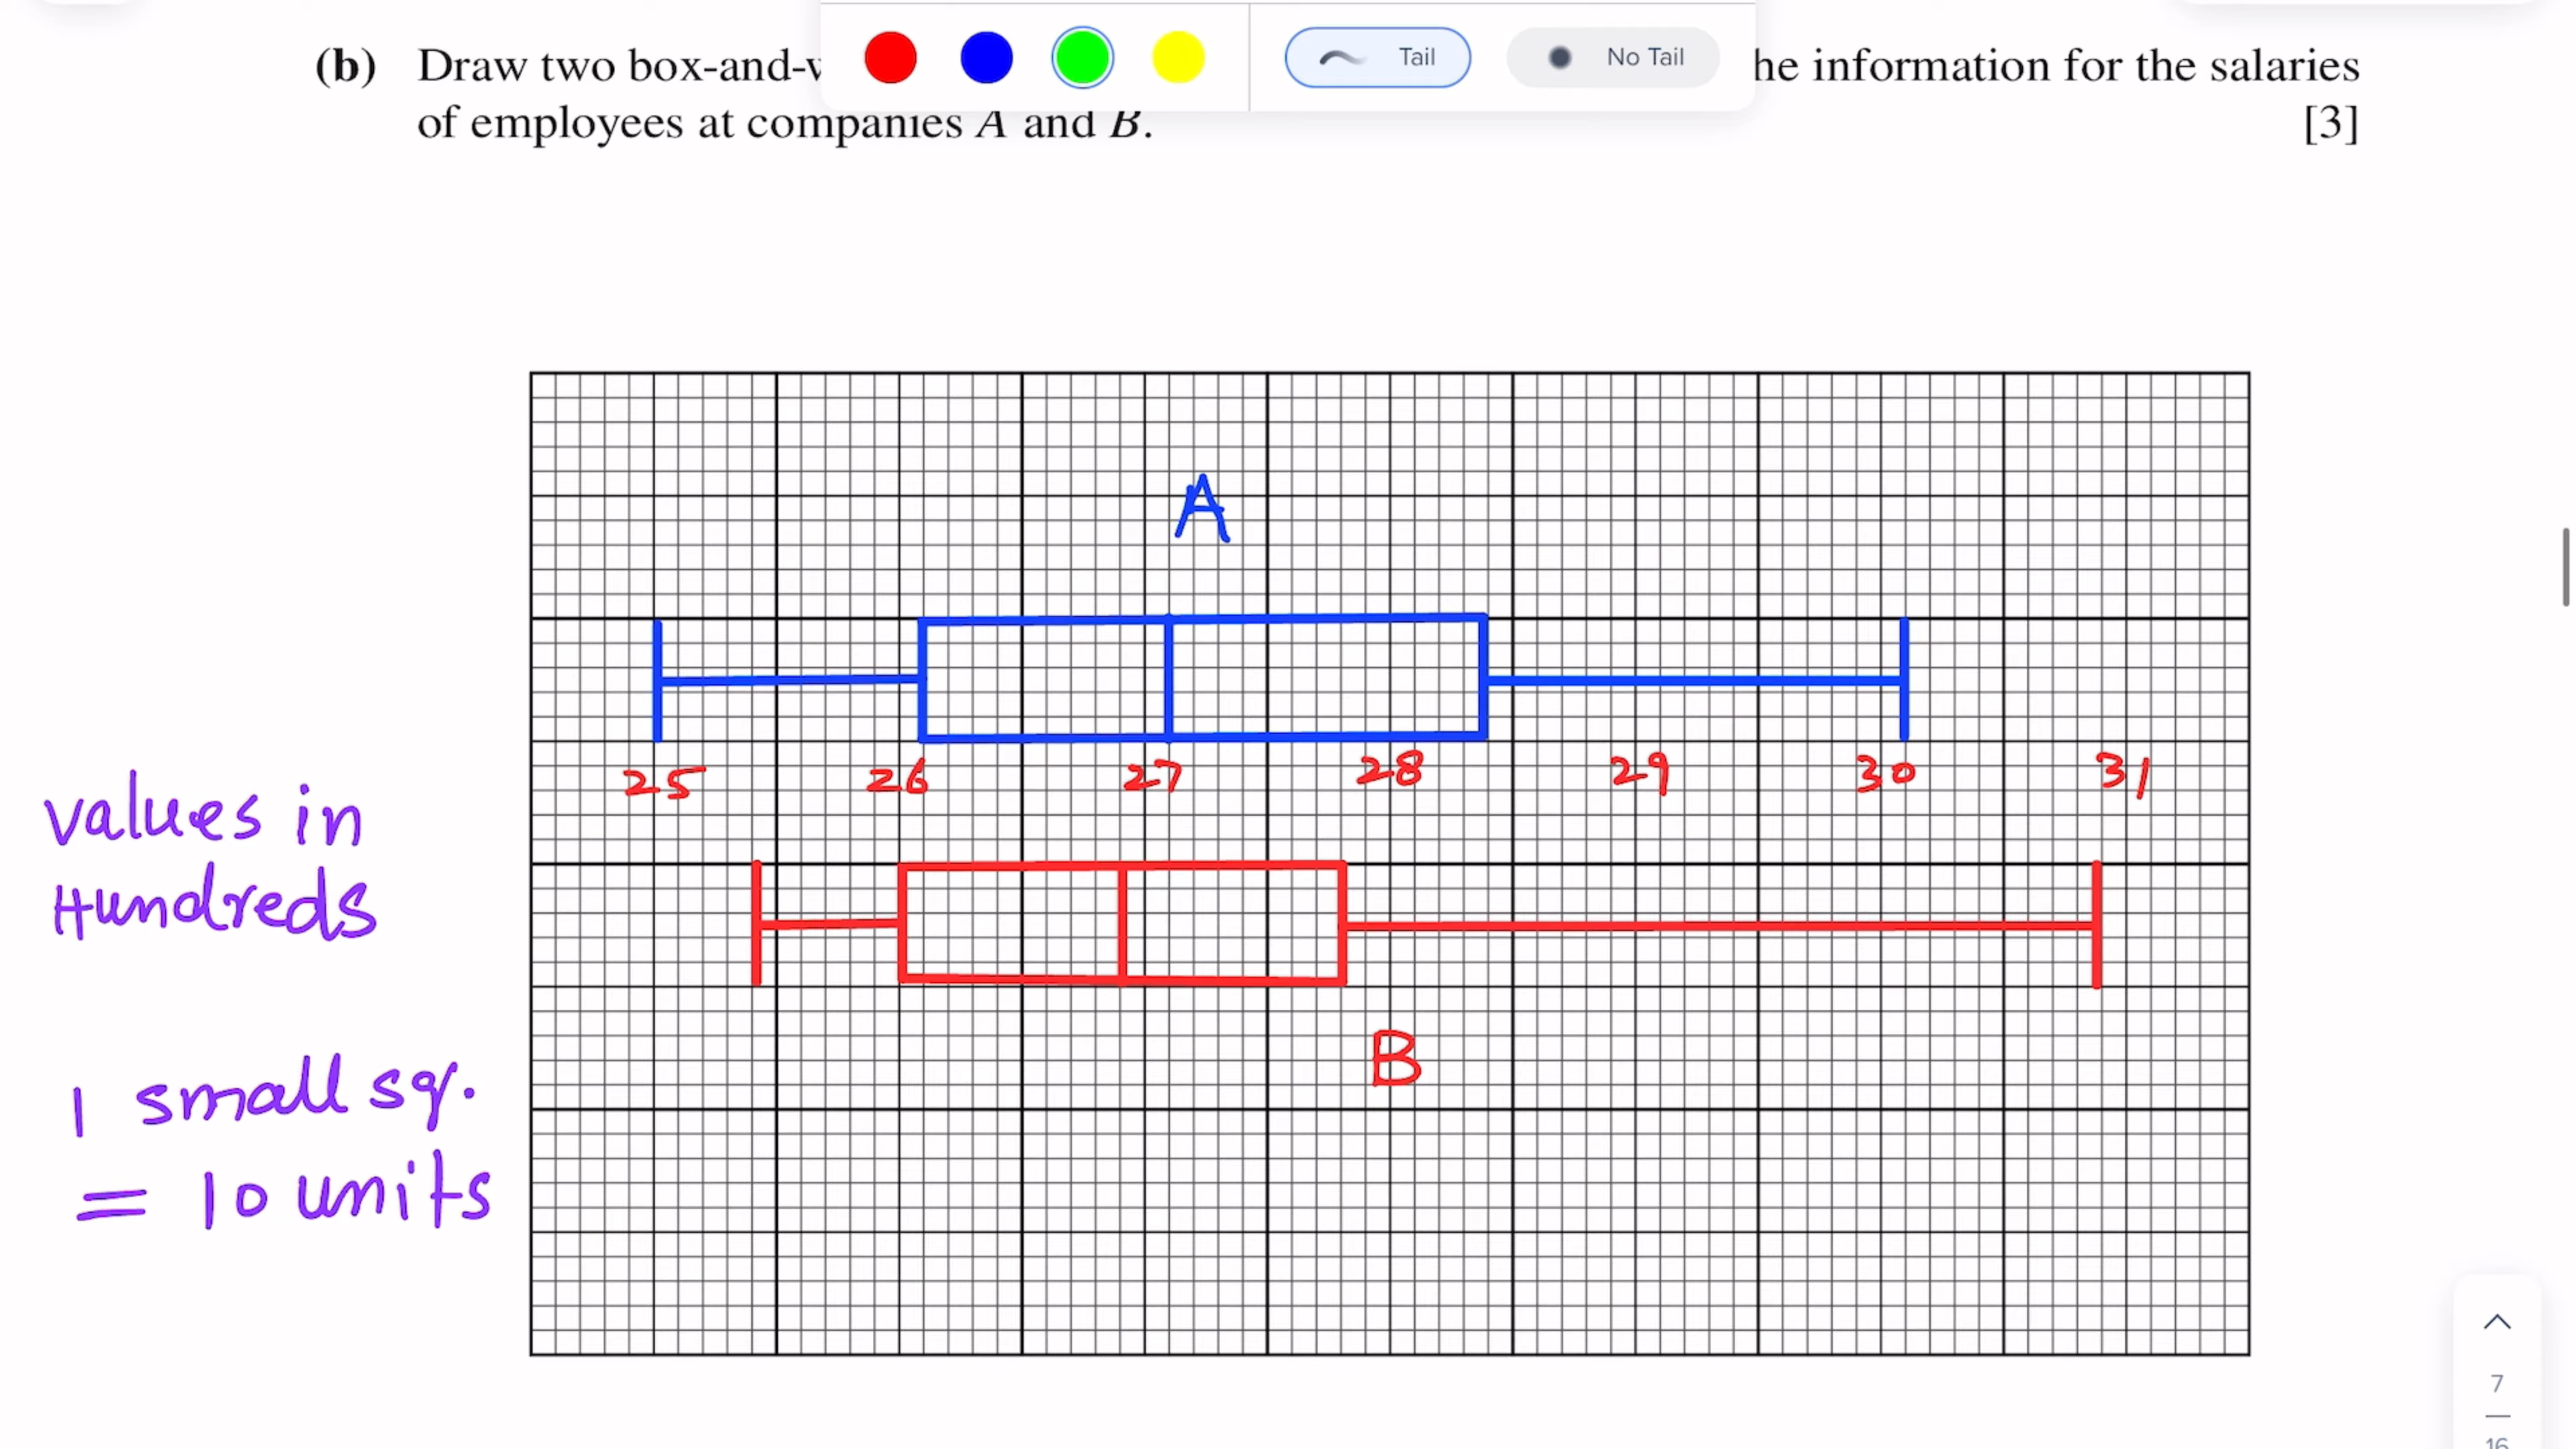 Tail No Tail
(b) Draw two box-and- he information for the salaries
of employees at companies A and B. [3]
A
25 26 27 28 29 30 31
values in
Hundreds
B
1 small sq.
= 10 units
7
16